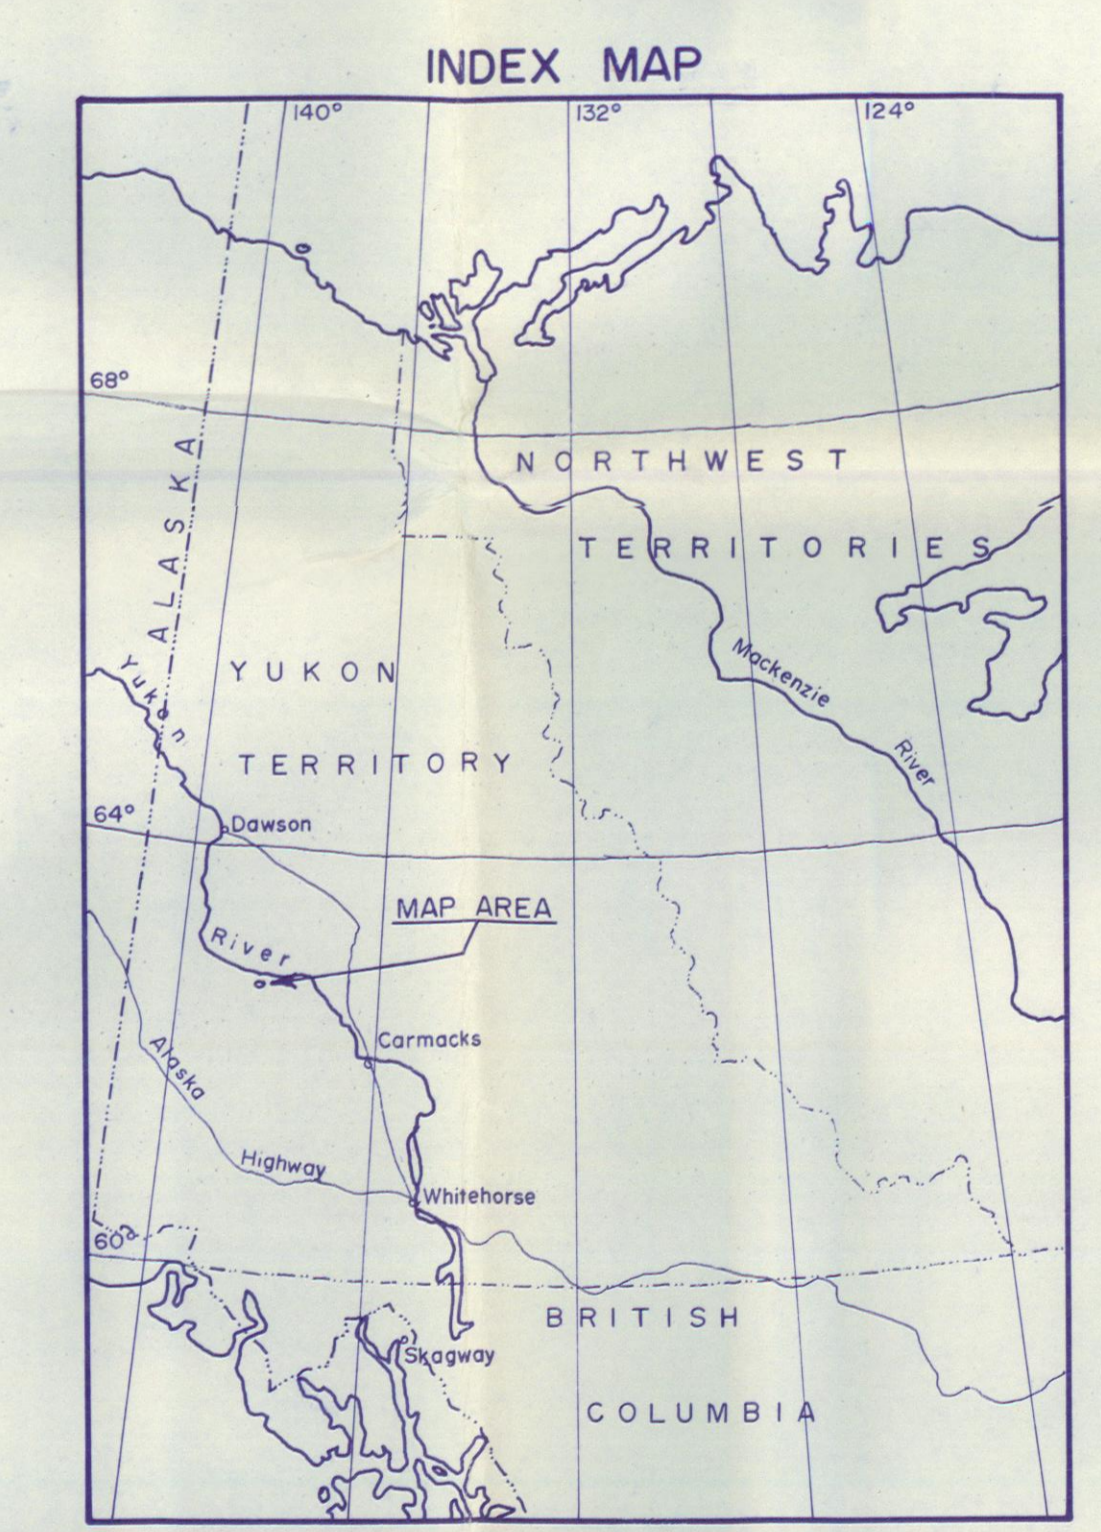 INDEX MAP
140°
132°
124°
68°
ALASKA
NORTHWEST
TERRITORIES
Yukon
YUKON
Mackenzie
TERRITORY
River
64°
Dawson
MAP AREA
River
Carmacks
Alaska
Highway
Whitehorse
60°
BRITISH
Skagway
COLUMBIA